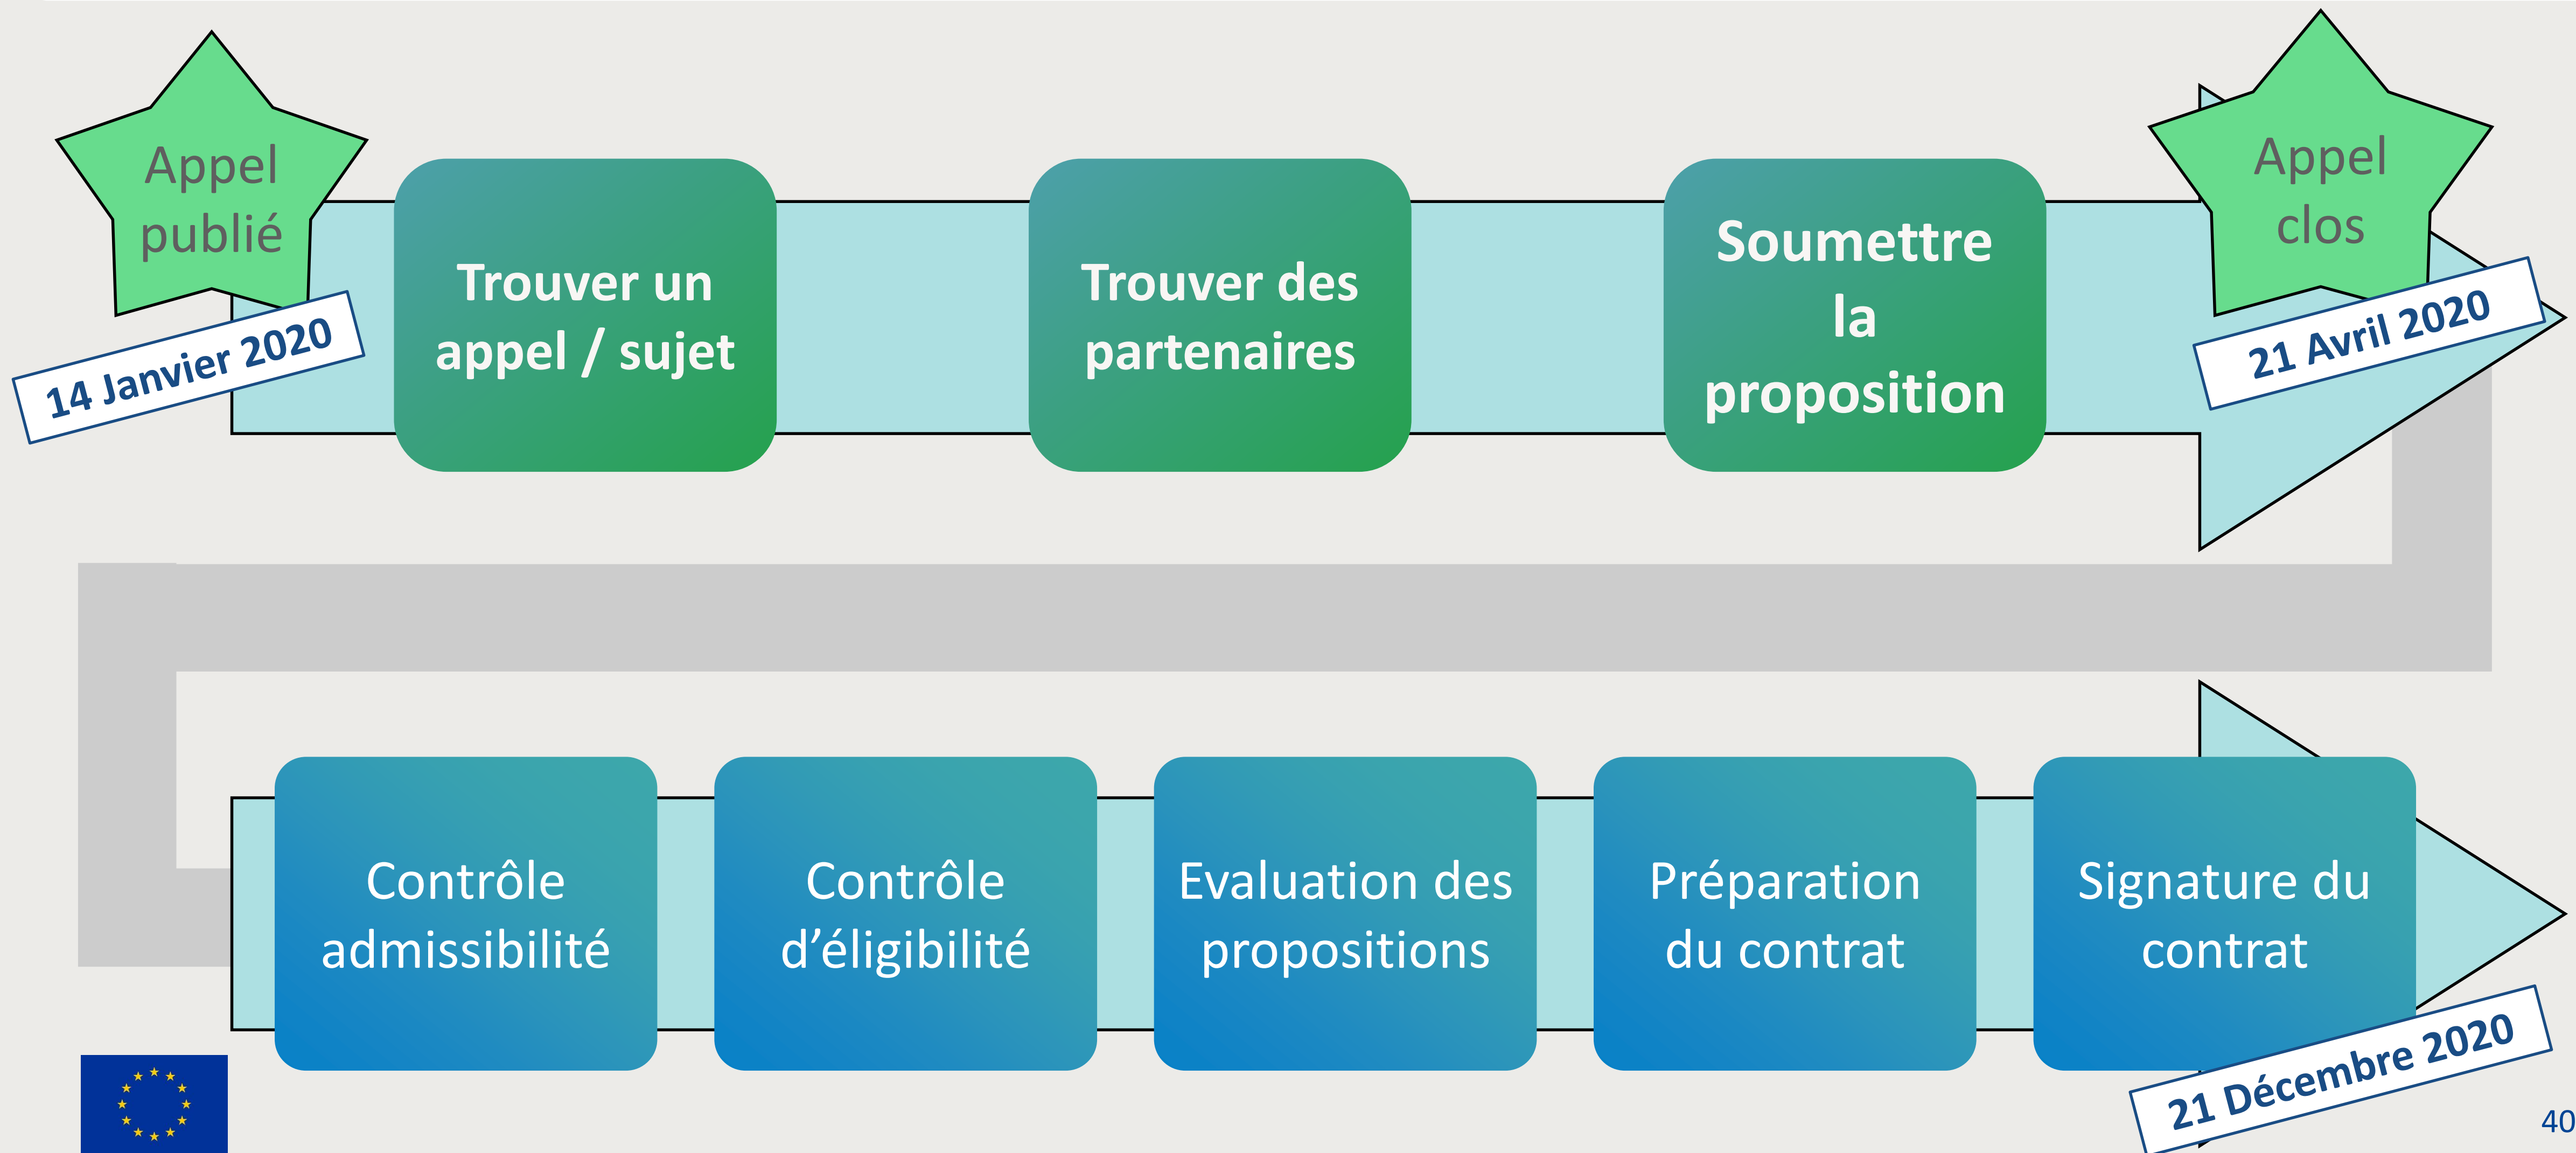 Appel
publié
14 Janvier 2020
Trouver un
appel / sujet
Trouver des
partenaires
Soumettre
la
proposition
Appel
clos
21 Avril 2020
Contrôle
admissibilité
Contrôle
d’éligibilité
Evaluation des
propositions
Préparation
du contrat
Signature du
contrat
21 Décembre 2020
40